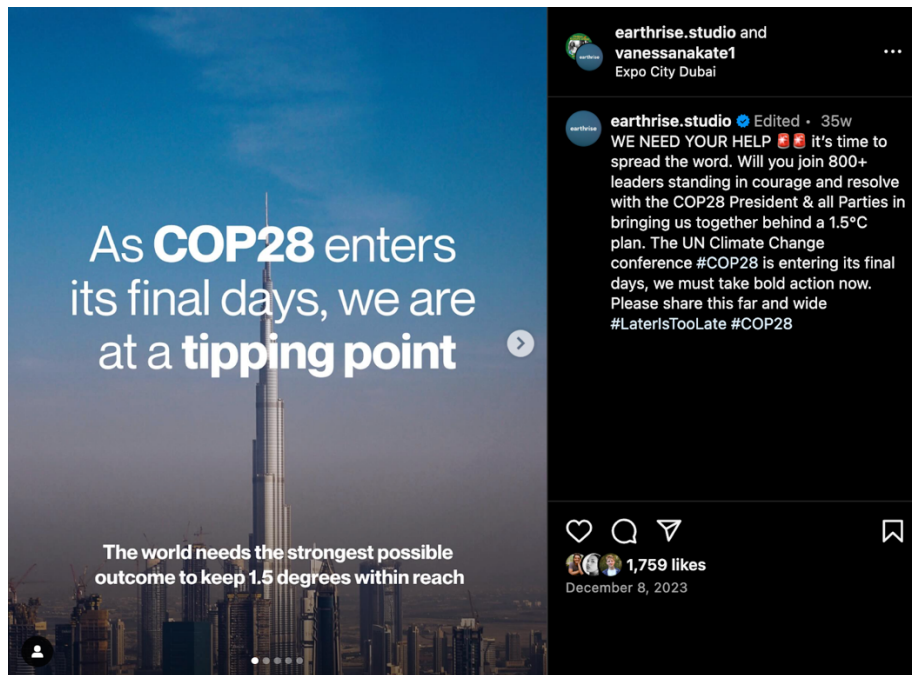 As COP28 enters
its final days, we are
at a tipping point
The world needs the strongest possible
outcome to keep 1.5 degrees within reach
earthrise.studio and
vanessanakate1
Expo City Dubai
earthrise
earthrise
earthrise.studio Edited • 35w
WE NEED YOUR HELP 🚨🚨 it’s time to
spread the word. Will you join 800+
leaders standing in courage and resolve
with the COP28 President & all Parties in
bringing us together behind a 1.5°C
plan. The UN Climate Change
conference #COP28 is entering its final
days, we must take bold action now.
Please share this far and wide
#LaterIsTooLate #COP28
1,759 likes
December 8, 2023